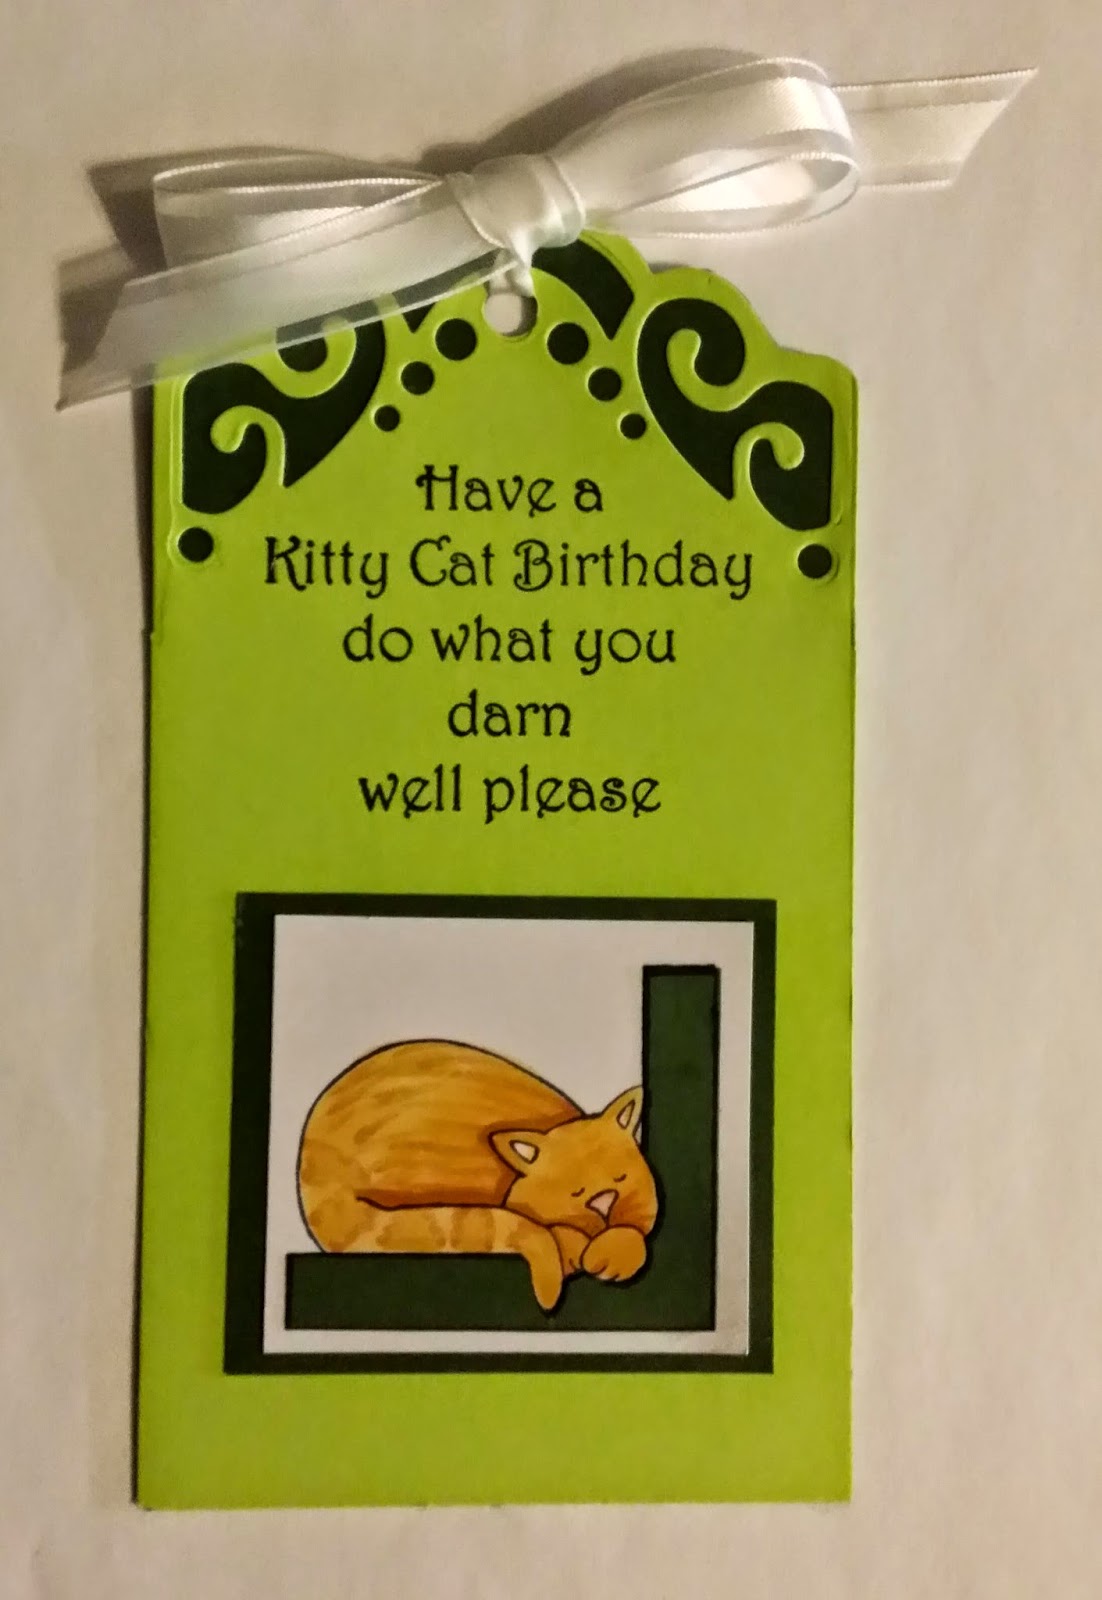 Have a
Kitty Cat Birthday
do what you
darn
well please